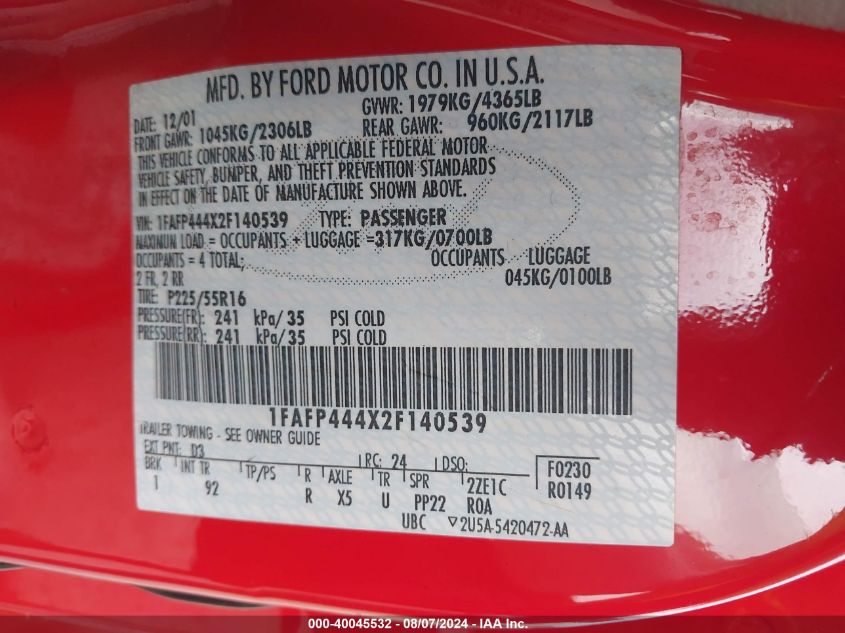 MFD. BY FORD MOTOR CO. IN U.S.A.
DATE: 12/01 GVWR: 1979KG/4365LB
FRONT GAWR: 1045KG/2306LB REAR GAWR: 960KG/2117LB
THIS VEHICLE CONFORMS TO ALL APPLICABLE FEDERAL MOTOR
VEHICLE SAFETY, BUMPER, AND THEFT PREVENTION STANDARDS
IN EFFECT ON THE DATE OF MANUFACTURE SHOWN ABOVE.
VIN: 1FAFP444X2F140539 TYPE: PASSENGER
MAXIMUM LOAD = OCCUPANTS + LUGGAGE =317KG/0700LB
OCCUPANTS = 4 TOTAL; OCCUPANTS LUGGAGE
2 FR, 2 RR 045KG/0100LB
TIRE: P225/55R16
PRESSURE(FR): 241 kPa/35 PSI COLD
PRESSURE(RR): 241 kPa/35 PSI COLD
1FAFP444X2F140539
TRAILER TOWING - SEE OWNER GUIDE
EXT PNT: D3 RC: 24 DSO: F0230
BRK INT TR TP/PS R AXLE TR SPR 2ZE1C R0149
1 92 R X5 U PP22 ROA
UBC 2U5A-5420472-AA
000-40045532 - 08/07/2024 - IAA Inc.